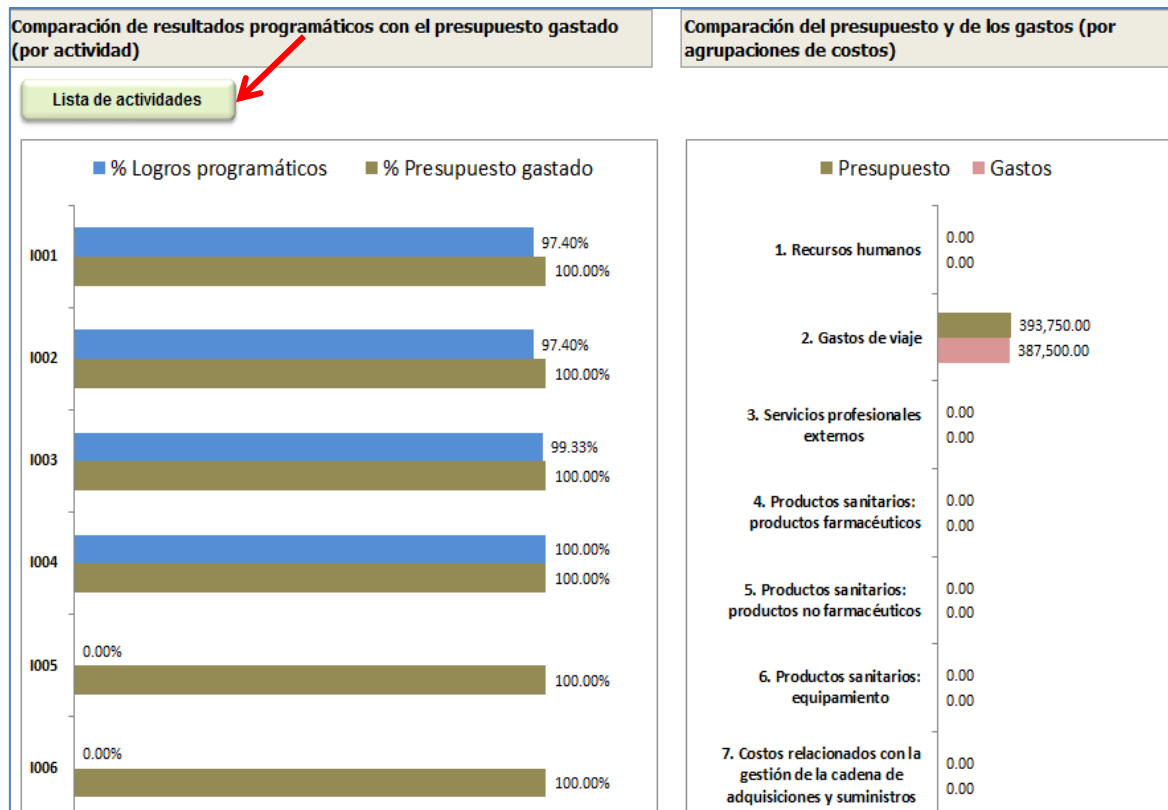 Comparación de resultados programáticos con el presupuesto gastado
(por actividad)
Lista de actividades
% Logros programáticos % Presupuesto gastado
I001
97.40%
100.00%
I002
97.40%
100.00%
I003
99.33%
100.00%
I004
100.00%
100.00%
I005
0.00%
100.00%
I006
0.00%
100.00%
Comparación del presupuesto y de los gastos (por
agrupaciones de costos)
Presupuesto Gastos
1. Recursos humanos
0.00
0.00
2. Gastos de viaje
393,750.00
387,500.00
3. Servicios profesionales
externos
0.00
0.00
4. Productos sanitarios:
productos farmacéuticos
0.00
0.00
5. Productos sanitarios:
productos no farmacéuticos
0.00
0.00
6. Productos sanitarios:
equipamiento
0.00
0.00
7. Costos relacionados con la
gestión de la cadena de
adquisiciones y suministros
0.00
0.00